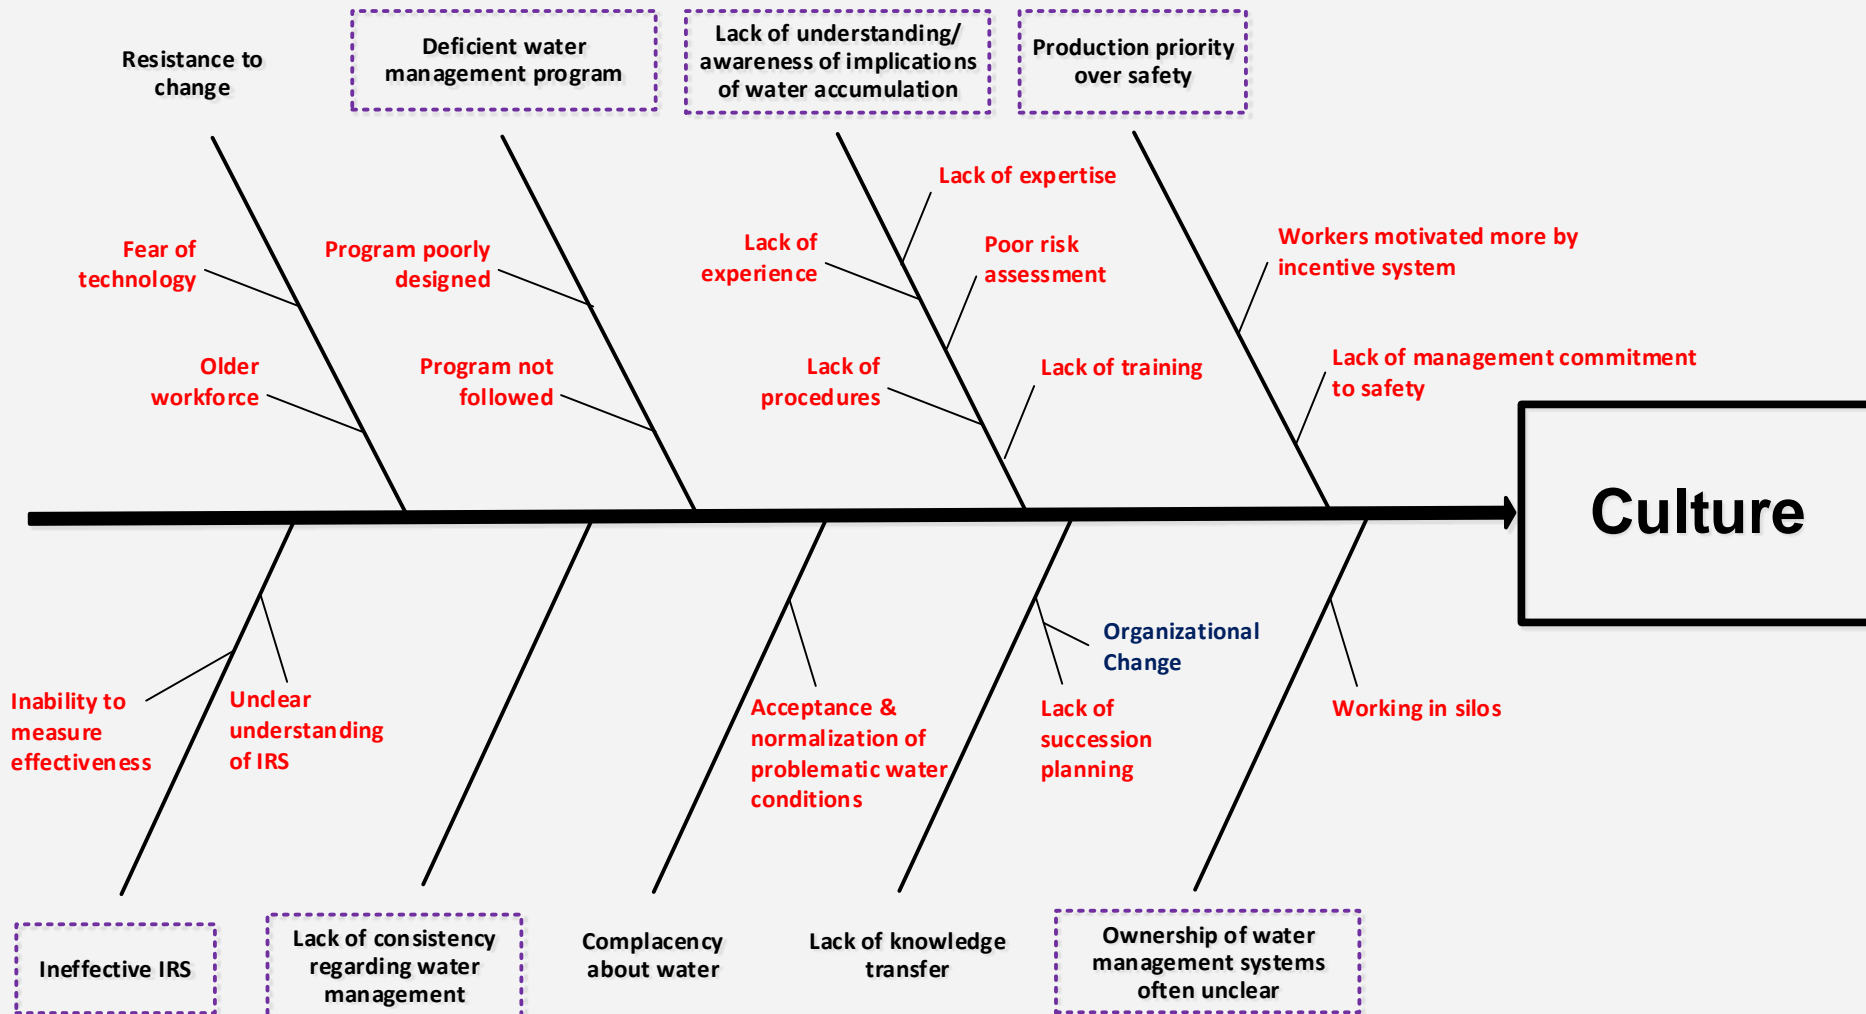 Resistance to
change
Deficient water
management program
Lack of understanding/
awareness of implications
of water accumulation
Production priority
over safety
Lack of expertise
Fear of
technology
Program poorly
designed
Lack of
experience
Poor risk
assessment
Workers motivated more by
incentive system
Older
workforce
Program not
followed
Lack of
procedures
Lack of training
Lack of management commitment
to safety
Culture
Organizational
Change
Inability to
measure
effectiveness
Unclear
understanding
of IRS
Acceptance &
normalization of
problematic water
conditions
Lack of
succession
planning
Working in silos
Ineffective IRS
Lack of consistency
regarding water
management
Complacency
about water
Lack of knowledge
transfer
Ownership of water
management systems
often unclear